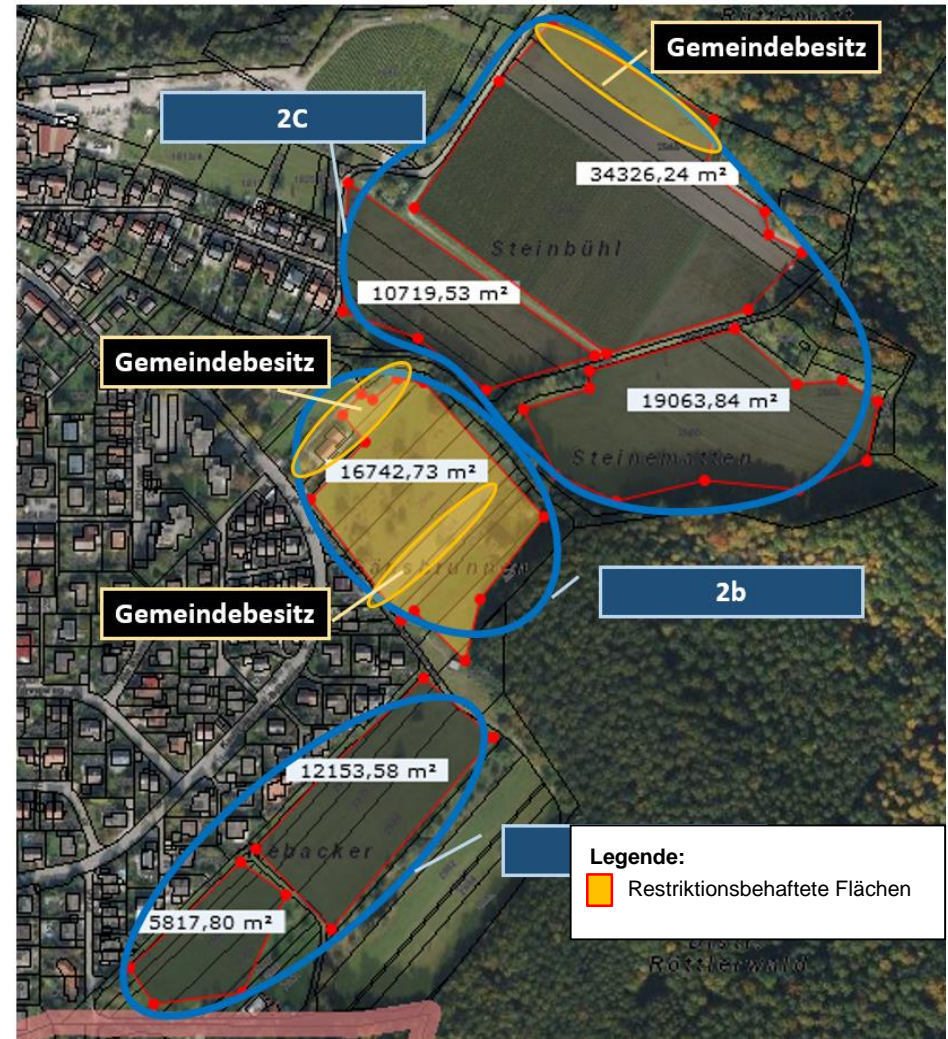 Gemeindebesitz
2C
34326,24 m²
Steinbühl
10719,53 m²
Gemeindebesitz
19063,84 m²
Steinematten
16742,73 m²
2b
Gemeindebesitz
12153,58 m²
Legende:
Restriktionsbehaftete Flächen
5817,80 m²
Röttlerwald